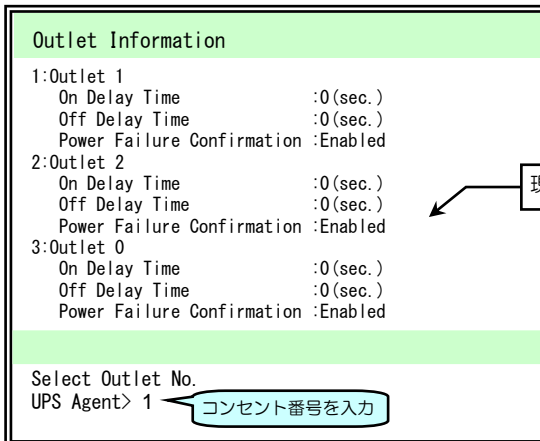 Outlet Information
1:Outlet 1
On Delay Time :0(sec.)
Off Delay Time :0(sec.)
Power Failure Confirmation :Enabled
2:Outlet 2
On Delay Time :0(sec.)
Off Delay Time :0(sec.)
Power Failure Confirmation :Enabled
現
3:Outlet 0
On Delay Time :0(sec.)
Off Delay Time :0(sec.)
Power Failure Confirmation :Enabled
Select Outlet No.
UPS Agent> 1
コンセント番号を入力